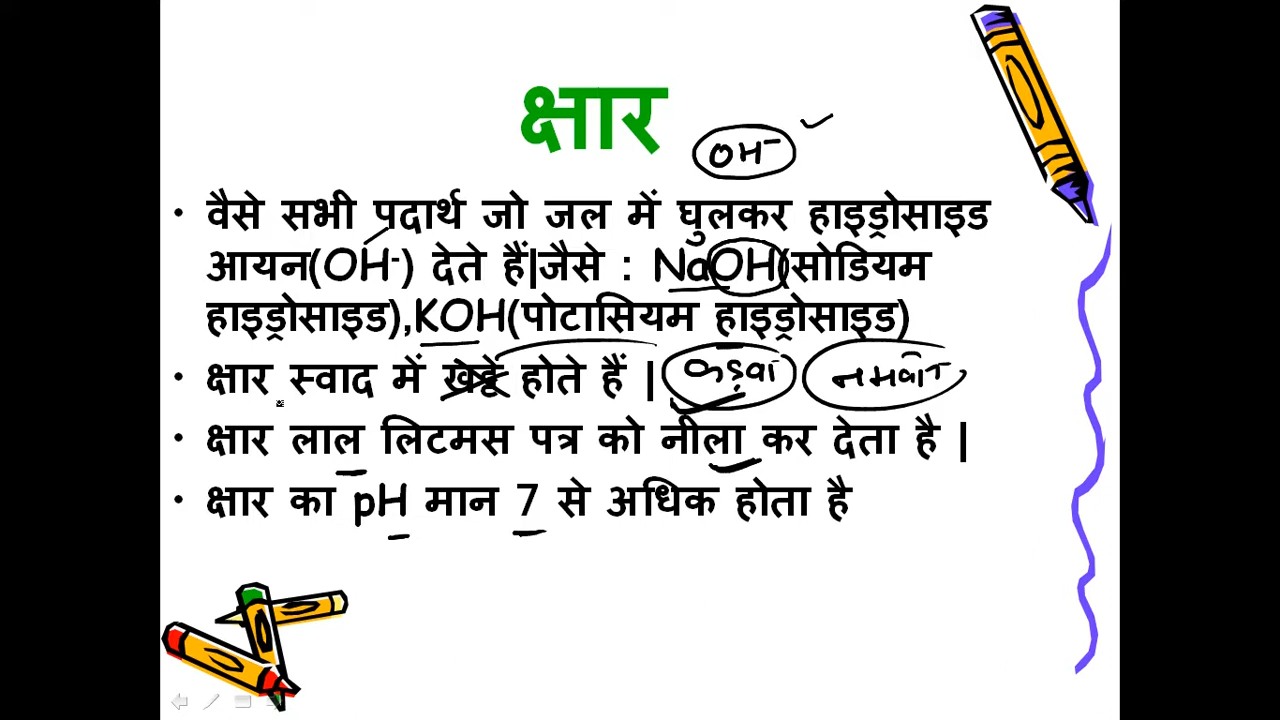 क्षार
OH⁻
वैसे सभी पदार्थ जो जल में घुलकर हाइड्रोसाइड
आयन(OH-) देते हैं|जैसे : NaOH(सोडियम
हाइड्रोसाइड),KOH(पोटासियम हाइड्रोसाइड)
क्षार स्वाद में खट्टे होते हैं | कड़वा
क्षार लाल लिटमस पत्र को नीला कर देता है |
क्षार का pH मान 7 से अधिक होता है